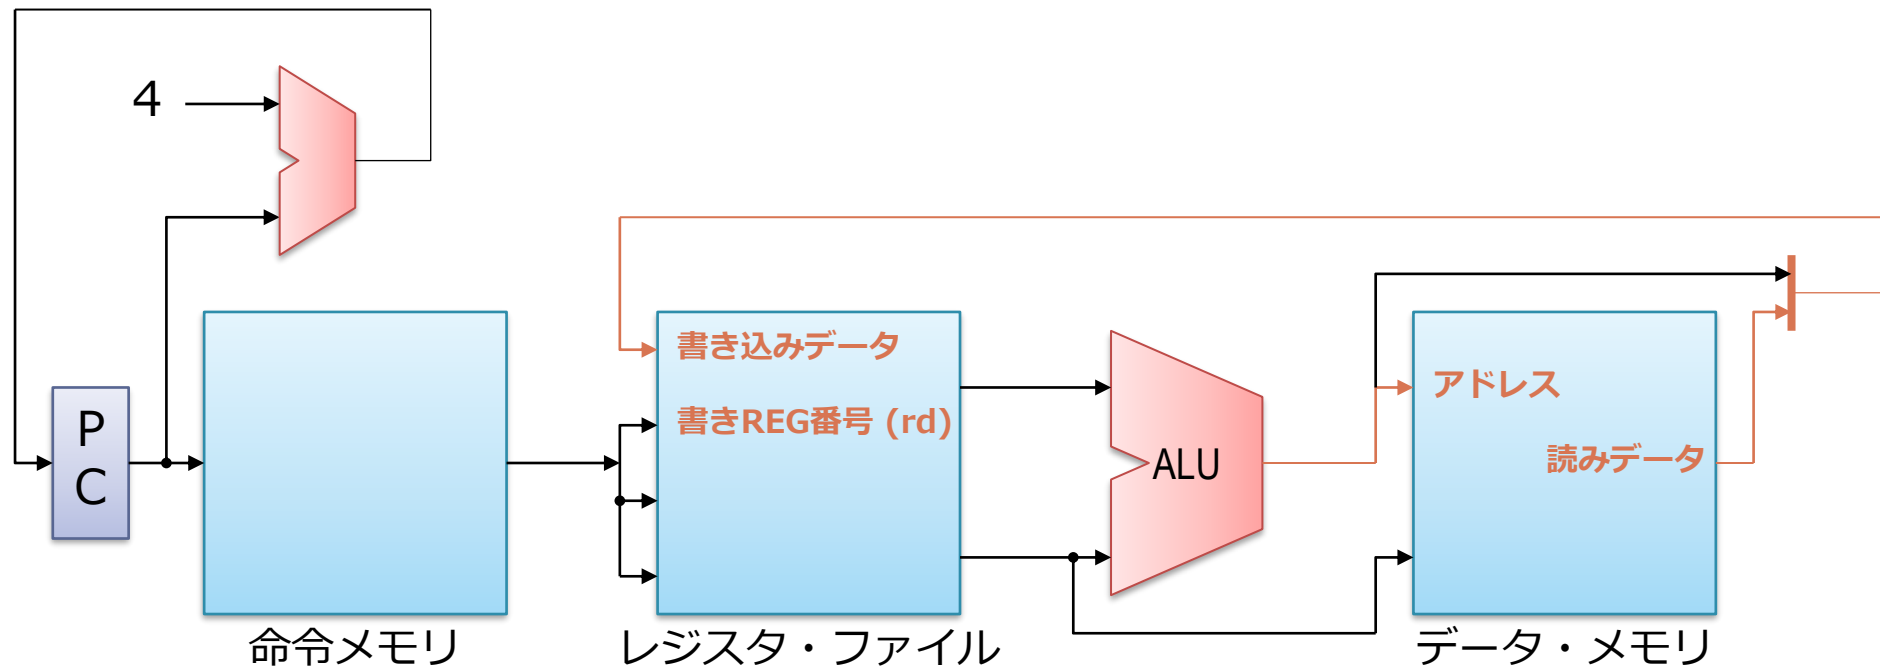 4
書き込みデータ
書きREG番号 (rd)
アドレス
読みデータ
P
C
ALU
命令メモリ
レジスタ・ファイル
データ・メモリ